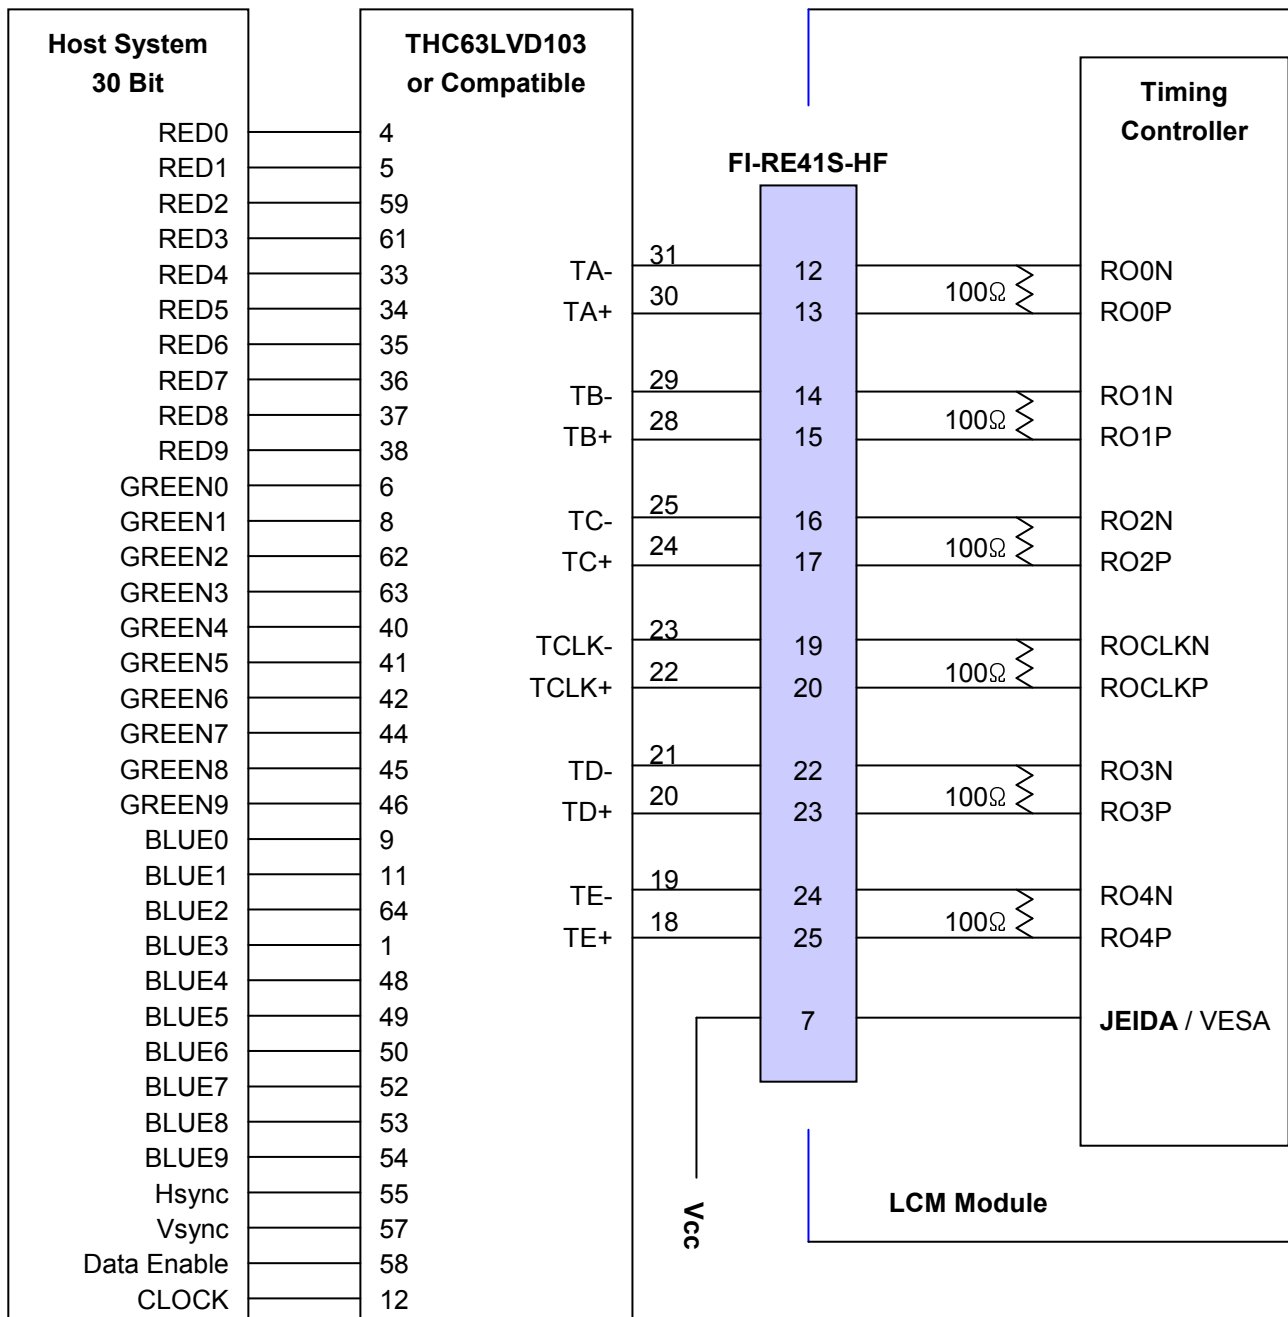 Host System
30 Bit
RED0
RED1
RED2
RED3
RED4
RED5
RED6
RED7
RED8
RED9
GREEN0
GREEN1
GREEN2
GREEN3
GREEN4
GREEN5
GREEN6
GREEN7
GREEN8
GREEN9
BLUE0
BLUE1
BLUE2
BLUE3
BLUE4
BLUE5
BLUE6
BLUE7
BLUE8
BLUE9
Hsync
Vsync
Data Enable
CLOCK
THC63LVD103
or Compatible
4
5
59
61
33
34
35
36
37
38
6
8
62
63
40
41
42
44
45
46
9
11
64
1
48
49
50
52
53
54
55
57
58
12
TA-
TA+
TB-
TB+
TC-
TC+
TCLK-
TCLK+
TD-
TD+
TE-
TE+
31
30
29
28
25
24
23
22
21
20
19
18
FI-RE41S-HF
12
13
14
15
16
17
19
20
22
23
24
25
7
Vcc
100Ω
100Ω
100Ω
100Ω
100Ω
100Ω
Timing
Controller
RO0N
RO0P
RO1N
RO1P
RO2N
RO2P
ROCLKN
ROCLKP
RO3N
RO3P
RO4N
RO4P
JEIDA / VESA
LCM Module